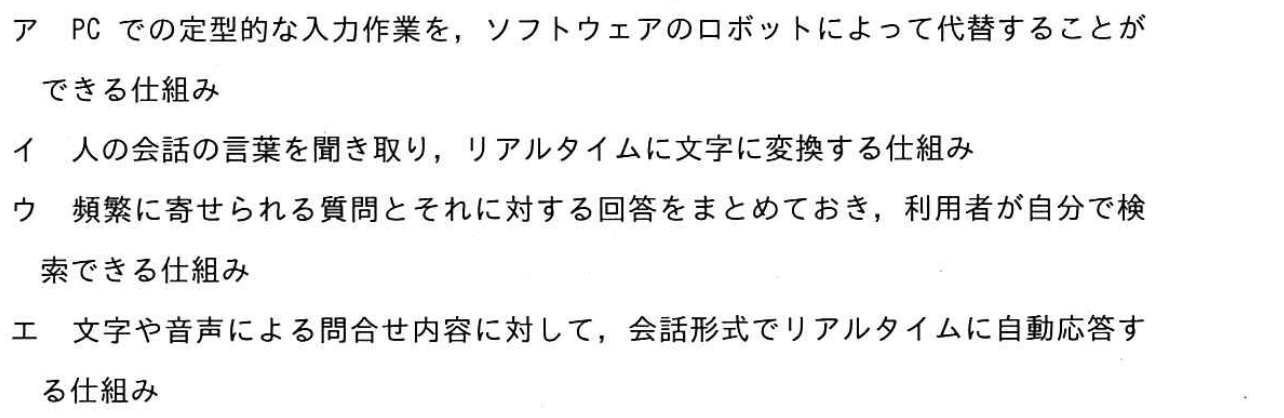 ア　PC での定型的な入力作業を，ソフトウェアのロボットによって代替することが
できる仕組み
イ　人の会話の言葉を聞き取り，リアルタイムに文字に変換する仕組み
ウ　頻繁に寄せられる質問とそれに対する回答をまとめておき，利用者が自分で検
索できる仕組み
エ　文字や音声による問合せ内容に対して，会話形式でリアルタイムに自動応答す
る仕組み